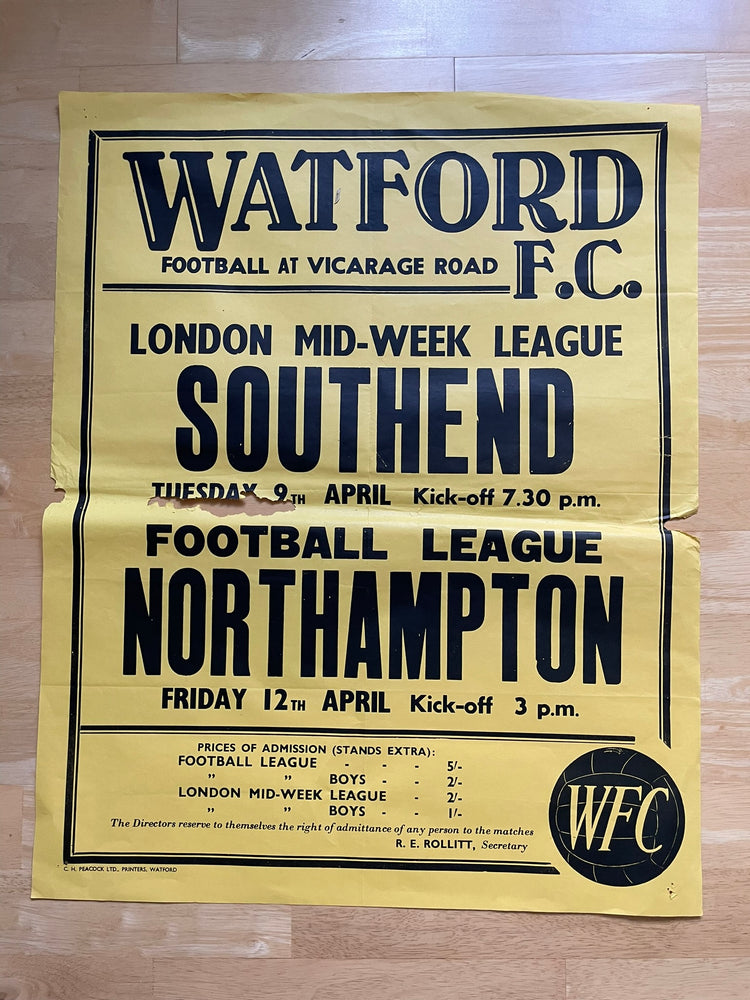 WATFORD
FOOTBALL AT VICARAGE ROAD F.C.
LONDON MID-WEEK LEAGUE
SOUTHEND
TUESDAY 9TH APRIL Kick-off 7.30 p.m.
FOOTBALL LEAGUE
NORTHAMPTON
FRIDAY 12TH APRIL Kick-off 3 p.m.
PRICES OF ADMISSION (STANDS EXTRA):
FOOTBALL LEAGUE - - - 5/-
" " BOYS - - 2/-
LONDON MID-WEEK LEAGUE - 2/-
" " BOYS - - 1/-
The Directors reserve to themselves the right of admittance of any person to the matches
R. E. ROLLITT, Secretary
WFC
C. H. PEACOCK LTD., PRINTERS, WATFORD